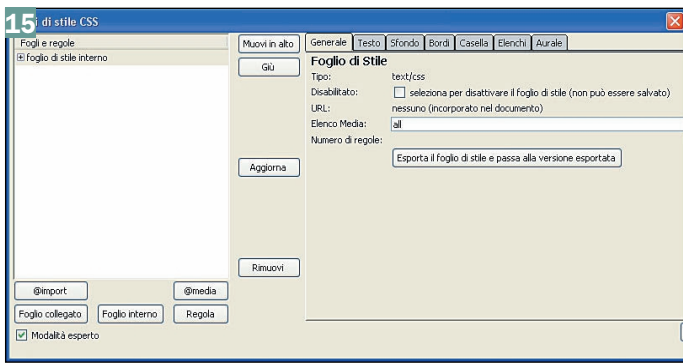 15
i di stile CSS
Fogli e regole
foglio di stile interno
Muovi in alto
Giù
Aggiorna
Rimuovi
@import
@media
Foglio collegato
Foglio interno
Regola
Modalità esperto
Generale
Testo
Sfondo
Bordi
Casella
Elenchi
Aurale
Foglio di Stile
Tipo:
text/css
Disabilitato:
seleziona per disattivare il foglio di stile (non può essere salvato)
URL:
nessuno (incorporato nel documento)
Elenco Media:
all
Numero di regole:
Esporta il foglio di stile e passa alla versione esportata